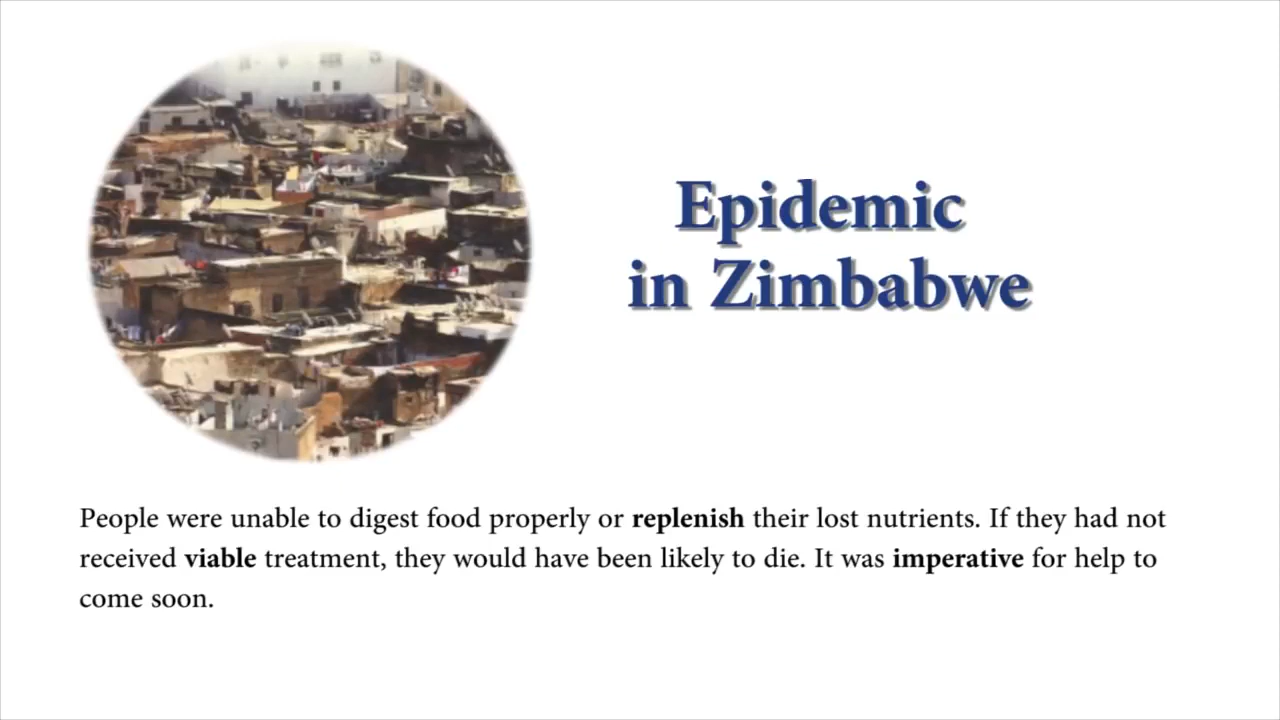 Epidemic
in Zimbabwe
People were unable to digest food properly or replenish their lost nutrients. If they had not
received viable treatment, they would have been likely to die. It was imperative for help to
come soon.